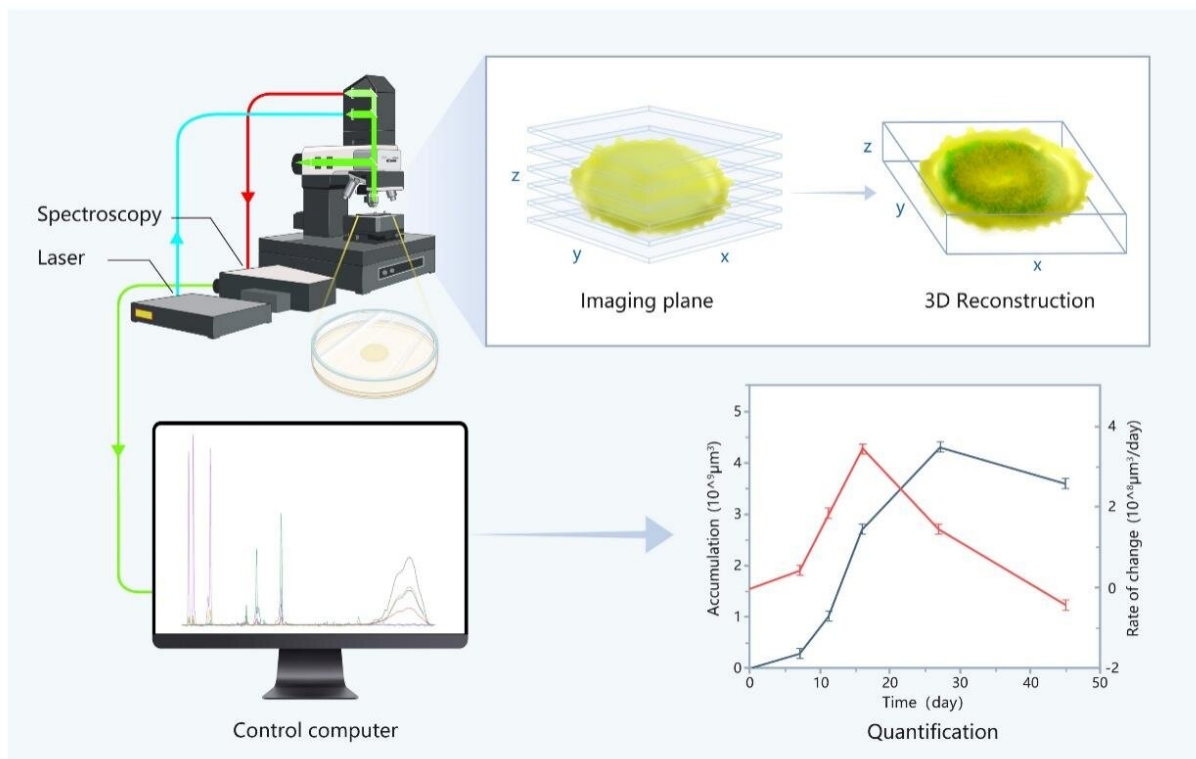 Spectroscopy
Laser
z
y
x
Imaging plane
z
y
x
3D Reconstruction
Control computer
Accumulation (10^⁹μm³)
5
4
3
2
1
0
0
10
20
30
40
50
Time (day)
4
2
0
-2
Rate of change (10^⁸μm³/day)
Quantification